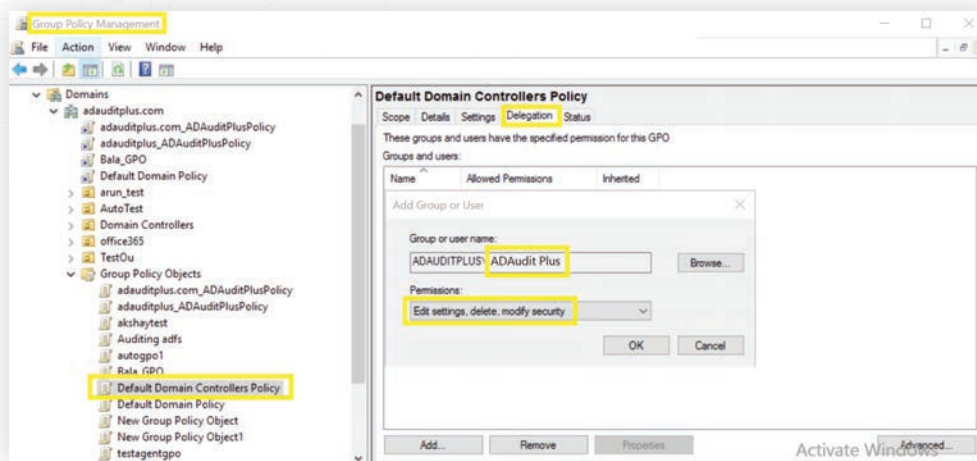 Group Policy Management
File Action View Window Help
Domains
adauditplus.com
adauditplus.com_ADAuditPlusPolicy
adauditplus_ADAuditPlusPolicy
Bala_GPO
Default Domain Policy
arun_test
AutoTest
Domain Controllers
office365
TestOu
Group Policy Objects
adauditplus.com_ADAuditPlusPolicy
adauditplus_ADAuditPlusPolicy
akshaytest
Auditing adfs
autogpo1
Bala_GPO
Default Domain Controllers Policy
Default Domain Policy
New Group Policy Object
New Group Policy Object1
testagentgpo
Default Domain Controllers Policy
Scope Details Settings Delegation Status
These groups and users have the specified permission for this GPO
Groups and users:
Name Allowed Permissions Inherited
Add Group or User
Group or user name:
ADAUDITPLUS\ ADAudit Plus
Browse...
Permissions:
Edit settings, delete, modify security
OK Cancel
Add... Remove Properties Advanced...
Activate Windows